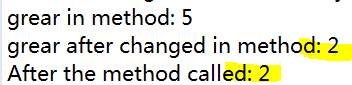 grear in method: 5
grear after changed in method: 2
After the method called: 2